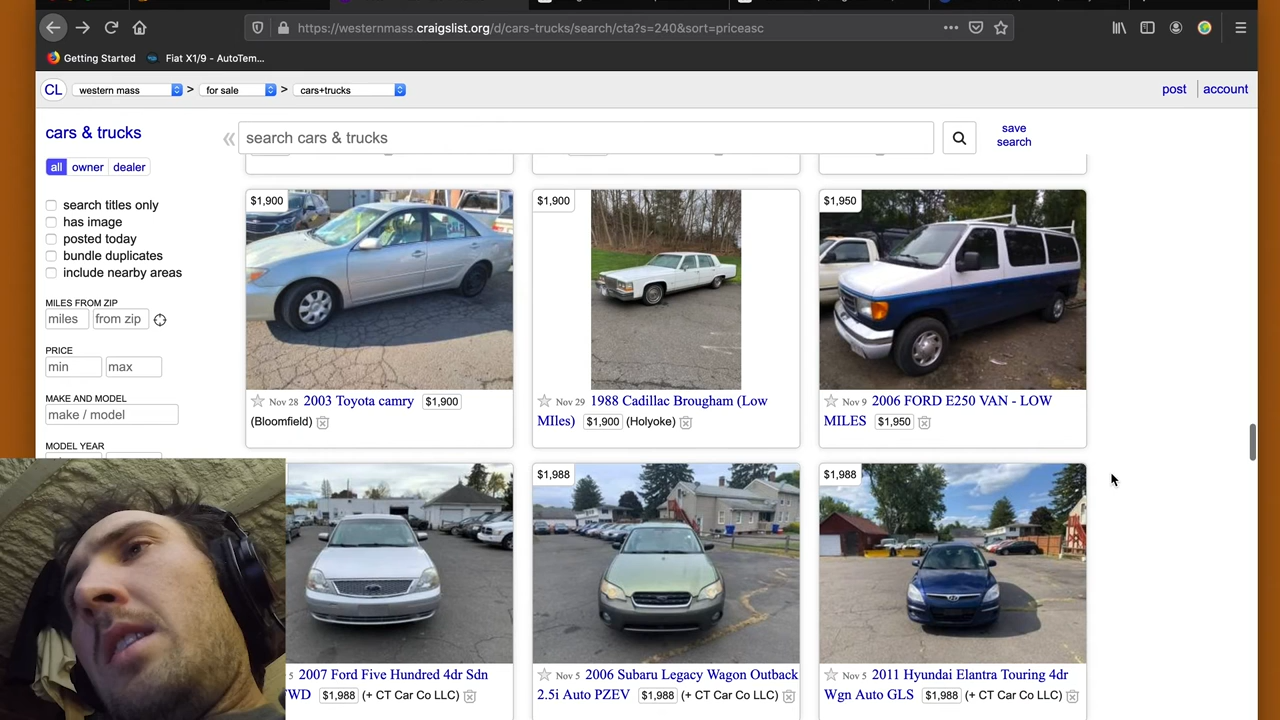 https://westernmass.craigslist.org/d/cars-trucks/search/cta?s=240&sort=priceasc
Getting Started
Fiat X1/9 - AutoTem...
CL
western mass
>
for sale
>
cars+trucks
post
account
cars & trucks
«
search cars & trucks
save
search
all
owner
dealer
search titles only
has image
posted today
bundle duplicates
include nearby areas
MILES FROM ZIP
miles
from zip
PRICE
min
max
MAKE AND MODEL
make / model
MODEL YEAR
$1,900
Nov 28 2003 Toyota camry $1,900
(Bloomfield)
$1,900
Nov 29 1988 Cadillac Brougham (Low
MIles) $1,900 (Holyoke)
$1,950
Nov 9 2006 FORD E250 VAN - LOW
MILES $1,950
5 2007 Ford Five Hundred 4dr Sdn
WD $1,988 (+ CT Car Co LLC)
$1,988
Nov 5 2006 Subaru Legacy Wagon Outback
2.5i Auto PZEV $1,988 (+ CT Car Co LLC)
$1,988
Nov 5 2011 Hyundai Elantra Touring 4dr
Wgn Auto GLS $1,988 (+ CT Car Co LLC)